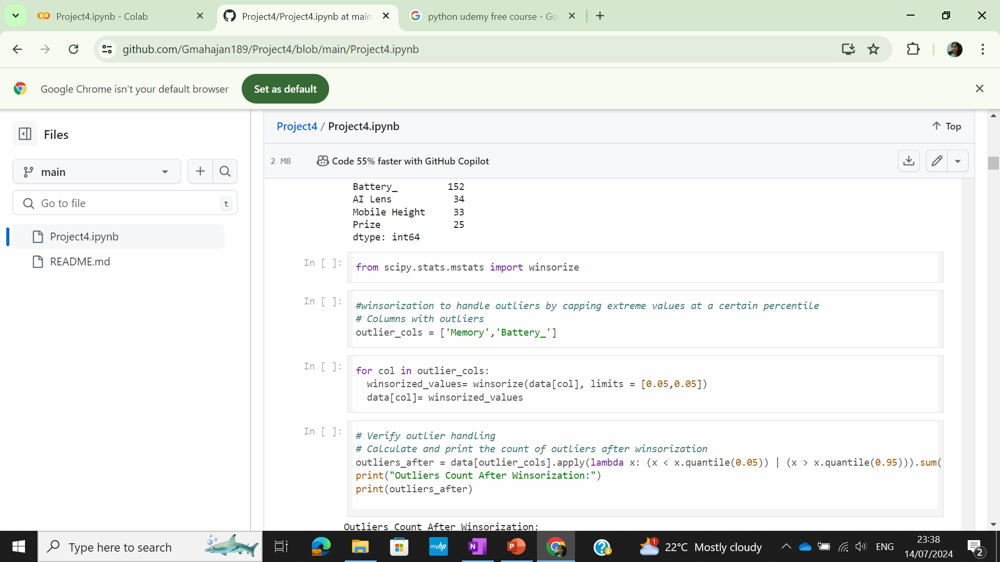 Project4.ipynb - Colab
Project4/Project4.ipynb at main
python udemy free course - Go
github.com/Gmahajan189/Project4/blob/main/Project4.ipynb
Google Chrome isn't your default browser
Set as default
Files
main
Go to file
t
Project4.ipynb
README.md
Project4 / Project4.ipynb
Top
2 MB
Code 55% faster with GitHub Copilot
Battery_ 152
AI Lens 34
Mobile Height 33
Prize 25
dtype: int64
In [ ]:
from scipy.stats.mstats import winsorize
In [ ]:
#winsorization to handle outliers by capping extreme values at a certain percentile
# Columns with outliers
outlier_cols = ['Memory','Battery_']
In [ ]:
for col in outlier_cols:
winsorized_values= winsorize(data[col], limits = [0.05,0.05])
data[col]= winsorized_values
In [ ]:
# Verify outlier handling
# Calculate and print the count of outliers after winsorization
outliers_after = data[outlier_cols].apply(lambda x: (x < x.quantile(0.05)) | (x > x.quantile(0.95))).sum(
print("Outliers Count After Winsorization:")
print(outliers_after)
Outliers Count After Winsorization:
Type here to search
myhp
N
P
1
22°C Mostly cloudy
ENG
23:38
14/07/2024
2